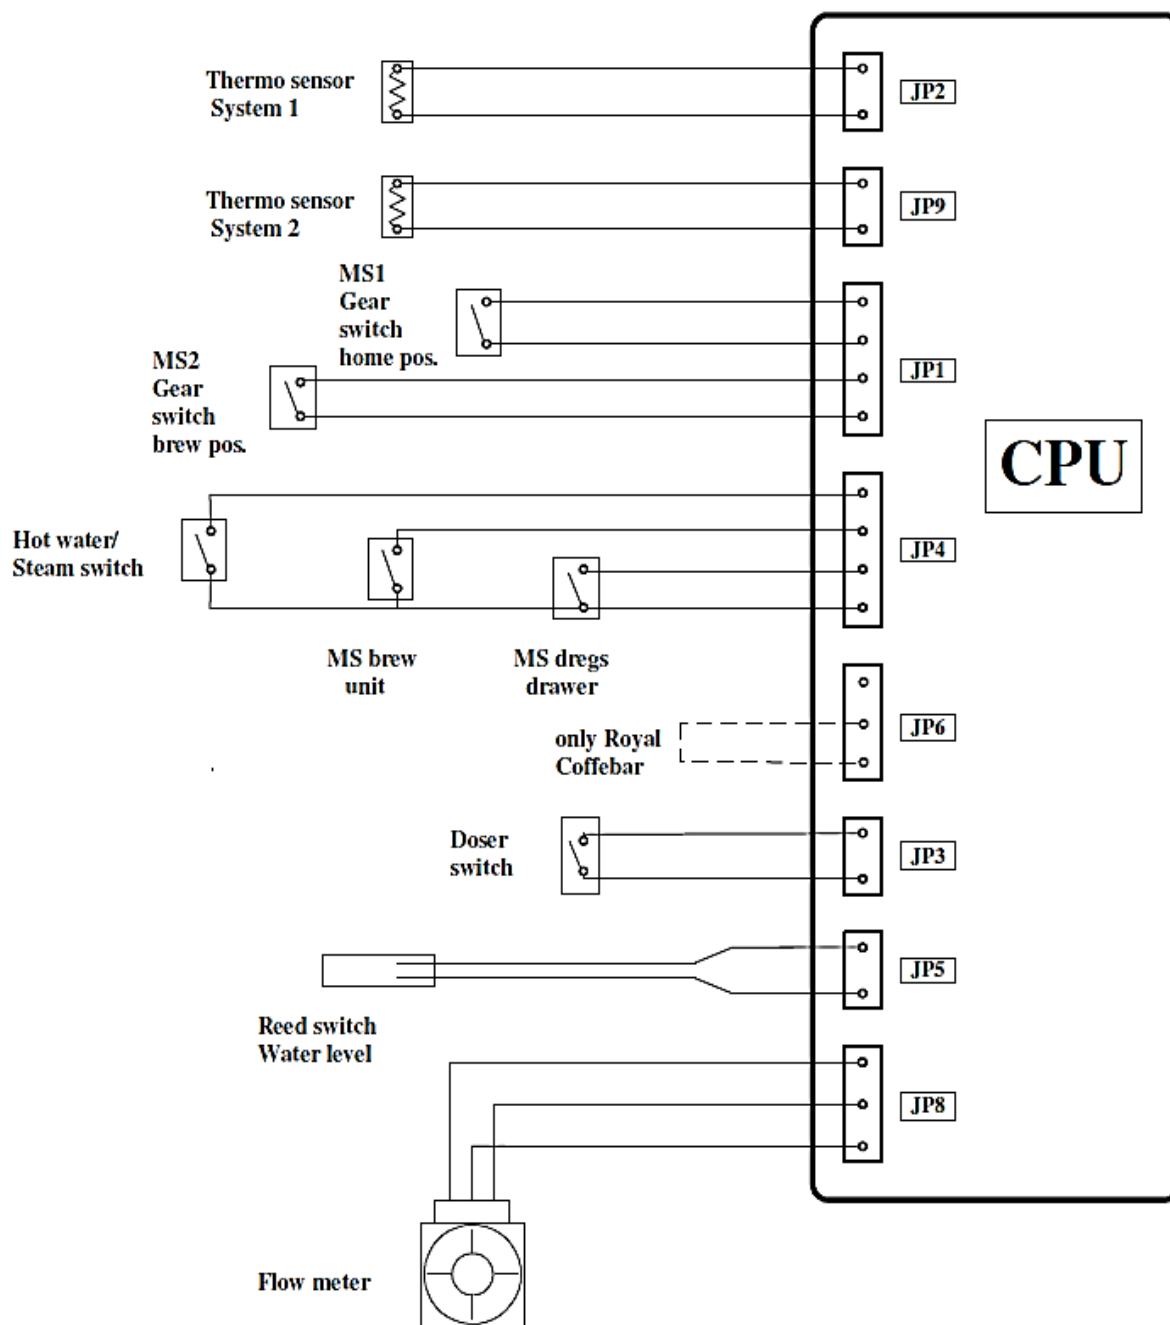 Thermo sensor
System 1
JP2
Thermo sensor
System 2
JP9
MS1
Gear
switch
home pos.
MS2
Gear
switch
brew pos.
JP1
CPU
Hot water/
Steam switch
JP4
MS brew
unit
MS dregs
drawer
only Royal
Coffebar
JP6
Doser
switch
JP3
Reed switch
Water level
JP5
JP8
Flow meter